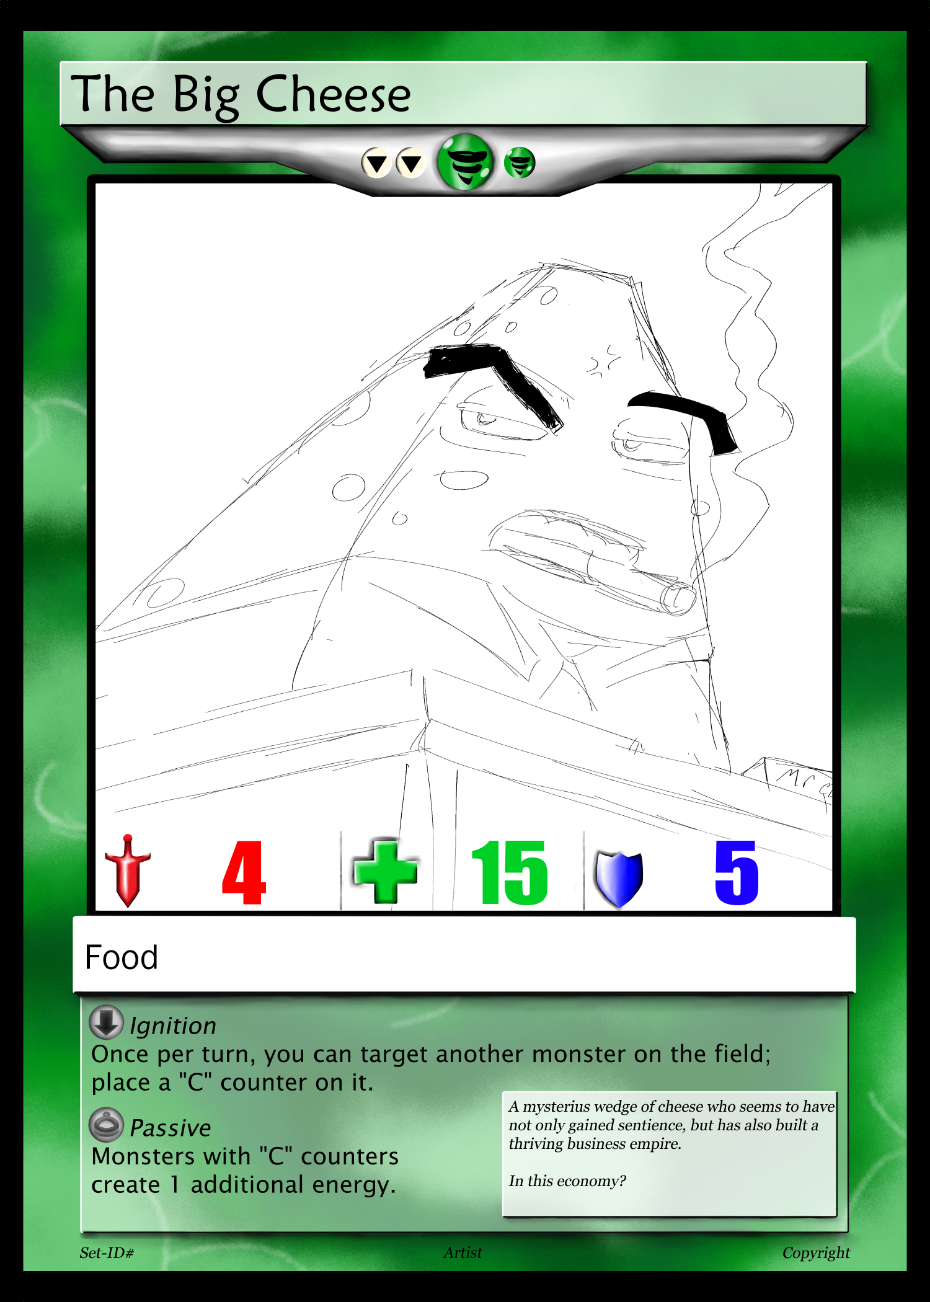 The Big Cheese
Mr
4
15
5
Food
Ignition
Once per turn, you can target another monster on the field;
place a "C" counter on it.
Passive
Monsters with "C" counters
create 1 additional energy.
A mysterius wedge of cheese who seems to have
not only gained sentience, but has also built a
thriving business empire.
In this economy?
Set-ID#
Artist
Copyright